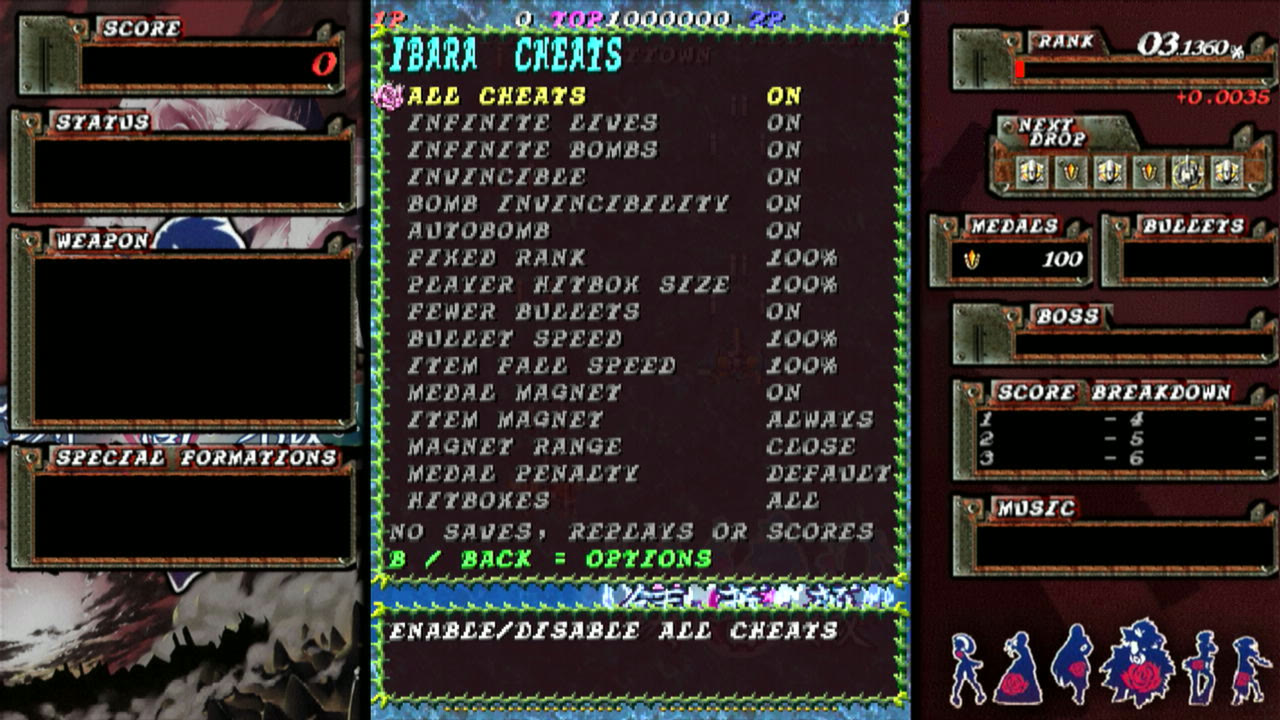 SCORE
0
STATUS
WEAPON
SPECIAL FORMATIONS
1P 0 TOP 1000000 2P 0
IBARA CHEATS
ALL CHEATS ON
INFINITE LIVES ON
INFINITE BOMBS ON
INVINCIBLE ON
BOMB INVINCIBILITY ON
AUTOBOMB ON
FIXED RANK 100%
PLAYER HITBOX SIZE 100%
FEWER BULLETS ON
BULLET SPEED 100%
ITEM FALL SPEED 100%
MEDAL MAGNET ON
ITEM MAGNET ALWAYS
MAGNET RANGE CLOSE
MEDAL PENALTY DEFAULT
HITBOXES ALL
NO SAVES, REPLAYS OR SCORES
B / BACK = OPTIONS
ENABLE/DISABLE ALL CHEATS
RANK 03.1360%
+0.0035
NEXT DROP
MEDALS BULLETS
100
BOSS
SCORE BREAKDOWN
1 - 4 -
2 - 5 -
3 - 6 -
MUSIC